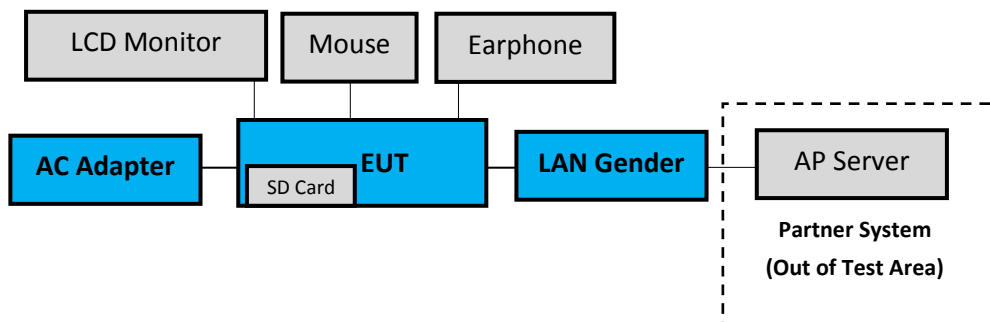 LCD Monitor
Mouse
Earphone
AC Adapter
EUT
SD Card
LAN Gender
AP Server
Partner System
(Out of Test Area)